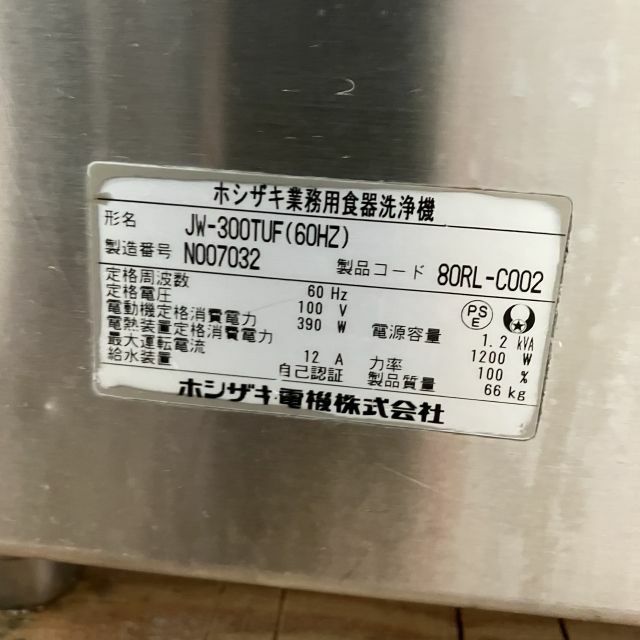 ホシザキ業務用食器洗浄機
形名 JW-300TUF(60HZ)
製造番号 N007032 製品コード 80RL-C002
定格周波数 60 Hz
定格電圧 100 V
電動機定格消費電力 390 W 電源容量 1.2 kVA
電熱装置定格消費電力 1200 W
最大運転電流 12 A 力率 100 %
給水装置 自己認証 製品質量 66 kg
PSE
ホシザキ電機株式会社